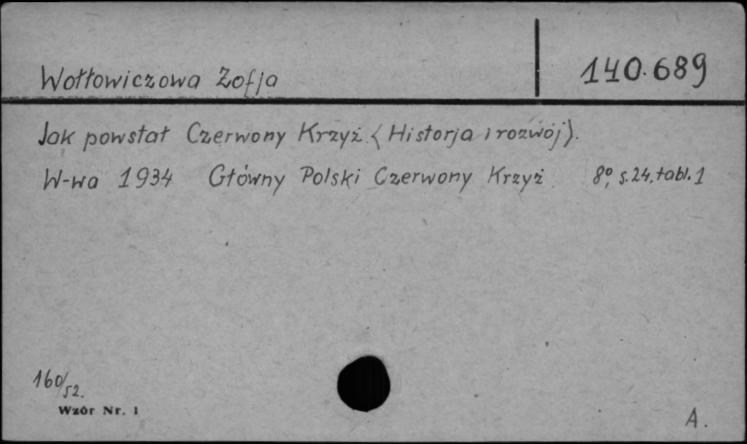 Wołłowiczowa Zofja
140.689
Jak powstał Czerwony Krzyż. <Historja i rozwój>.
W-wa 1934 Główny Polski Czerwony Krzyż 8°, s.24, tabl. 1
160/52.
Wzór Nr. 1
A.